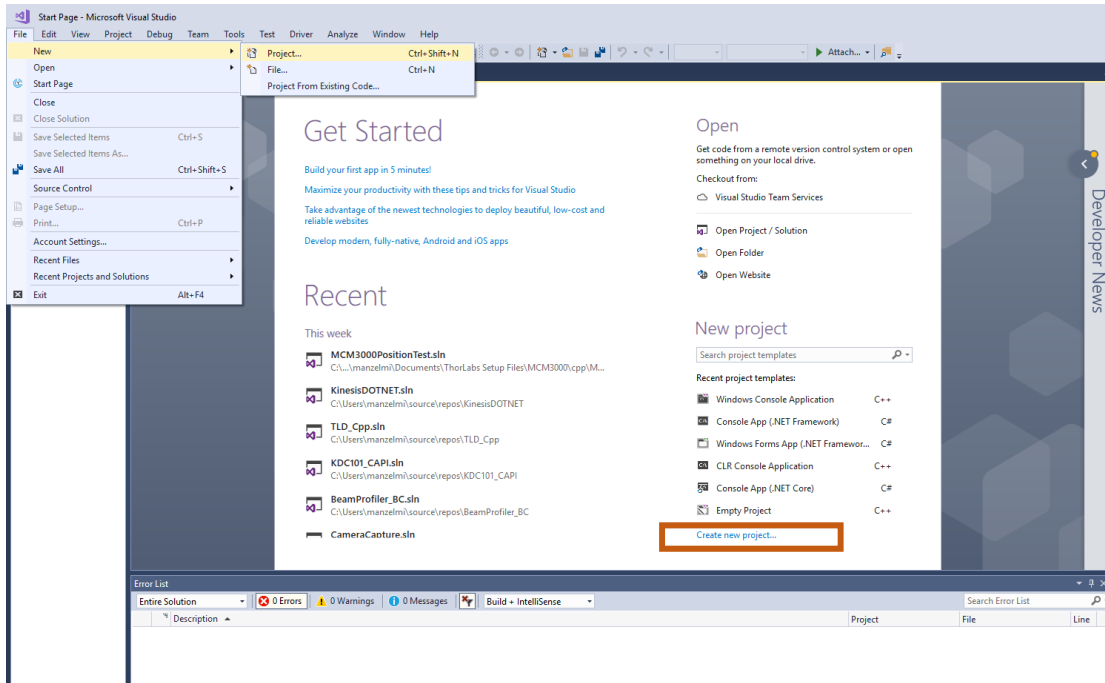 Start Page - Microsoft Visual Studio
File Edit View Project Debug Team Tools Test Driver Analyze Window Help
New
Project... Ctrl+Shift+N
File... Ctrl+N
Project From Existing Code...
Attach...
Open
Start Page
Close
Close Solution
Save Selected Items Ctrl+S
Save Selected Items As...
Save All Ctrl+Shift+S
Source Control
Page Setup...
Print... Ctrl+P
Account Settings...
Recent Files
Recent Projects and Solutions
Exit Alt+F4
Get Started
Build your first app in 5 minutes!
Maximize your productivity with these tips and tricks for Visual Studio
Take advantage of the newest technologies to deploy beautiful, low-cost and
reliable websites
Develop modern, fully-native, Android and iOS apps
Recent
This week
MCM3000PositionTest.sln
C:\...\manzelmi\Documents\ThorLabs Setup Files\MCM3000\cpp\M...
KinesisDOTNET.sln
C:\Users\manzelmi\source\repos\KinesisDOTNET
TLD_Cpp.sln
C:\Users\manzelmi\source\repos\TLD_Cpp
KDC101_CAPI.sln
C:\Users\manzelmi\source\repos\KDC101_CAPI
BeamProfiler_BC.sln
C:\Users\manzelmi\source\repos\BeamProfiler_BC
CameraCapture.sln
Open
Get code from a remote version control system or open
something on your local drive.
Checkout from:
Visual Studio Team Services
Open Project / Solution
Open Folder
Open Website
New project
Search project templates
Recent project templates:
Windows Console Application C++
Console App (.NET Framework) C#
Windows Forms App (.NET Framewor... C#
CLR Console Application C++
Console App (.NET Core) C#
Empty Project C++
Create new project...
Developer News
Error List
Entire Solution 0 Errors 0 Warnings 0 Messages Build + IntelliSense Search Error List
Description Project File Line